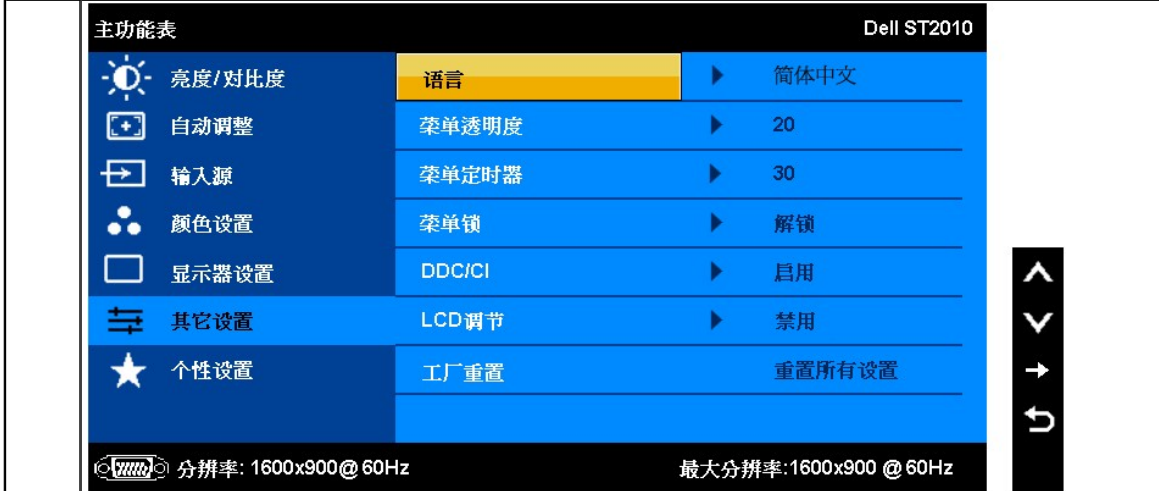 主功能表 Dell ST2010
亮度/对比度 语言 简体中文
自动调整 菜单透明度 20
输入源 菜单定时器 30
颜色设置 菜单锁 解锁
显示器设置 DDC/CI 启用
其它设置 LCD调节 禁用
个性设置 工厂重置 重置所有设置
分辨率: 1600x900@60Hz 最大分辨率:1600x900 @60Hz